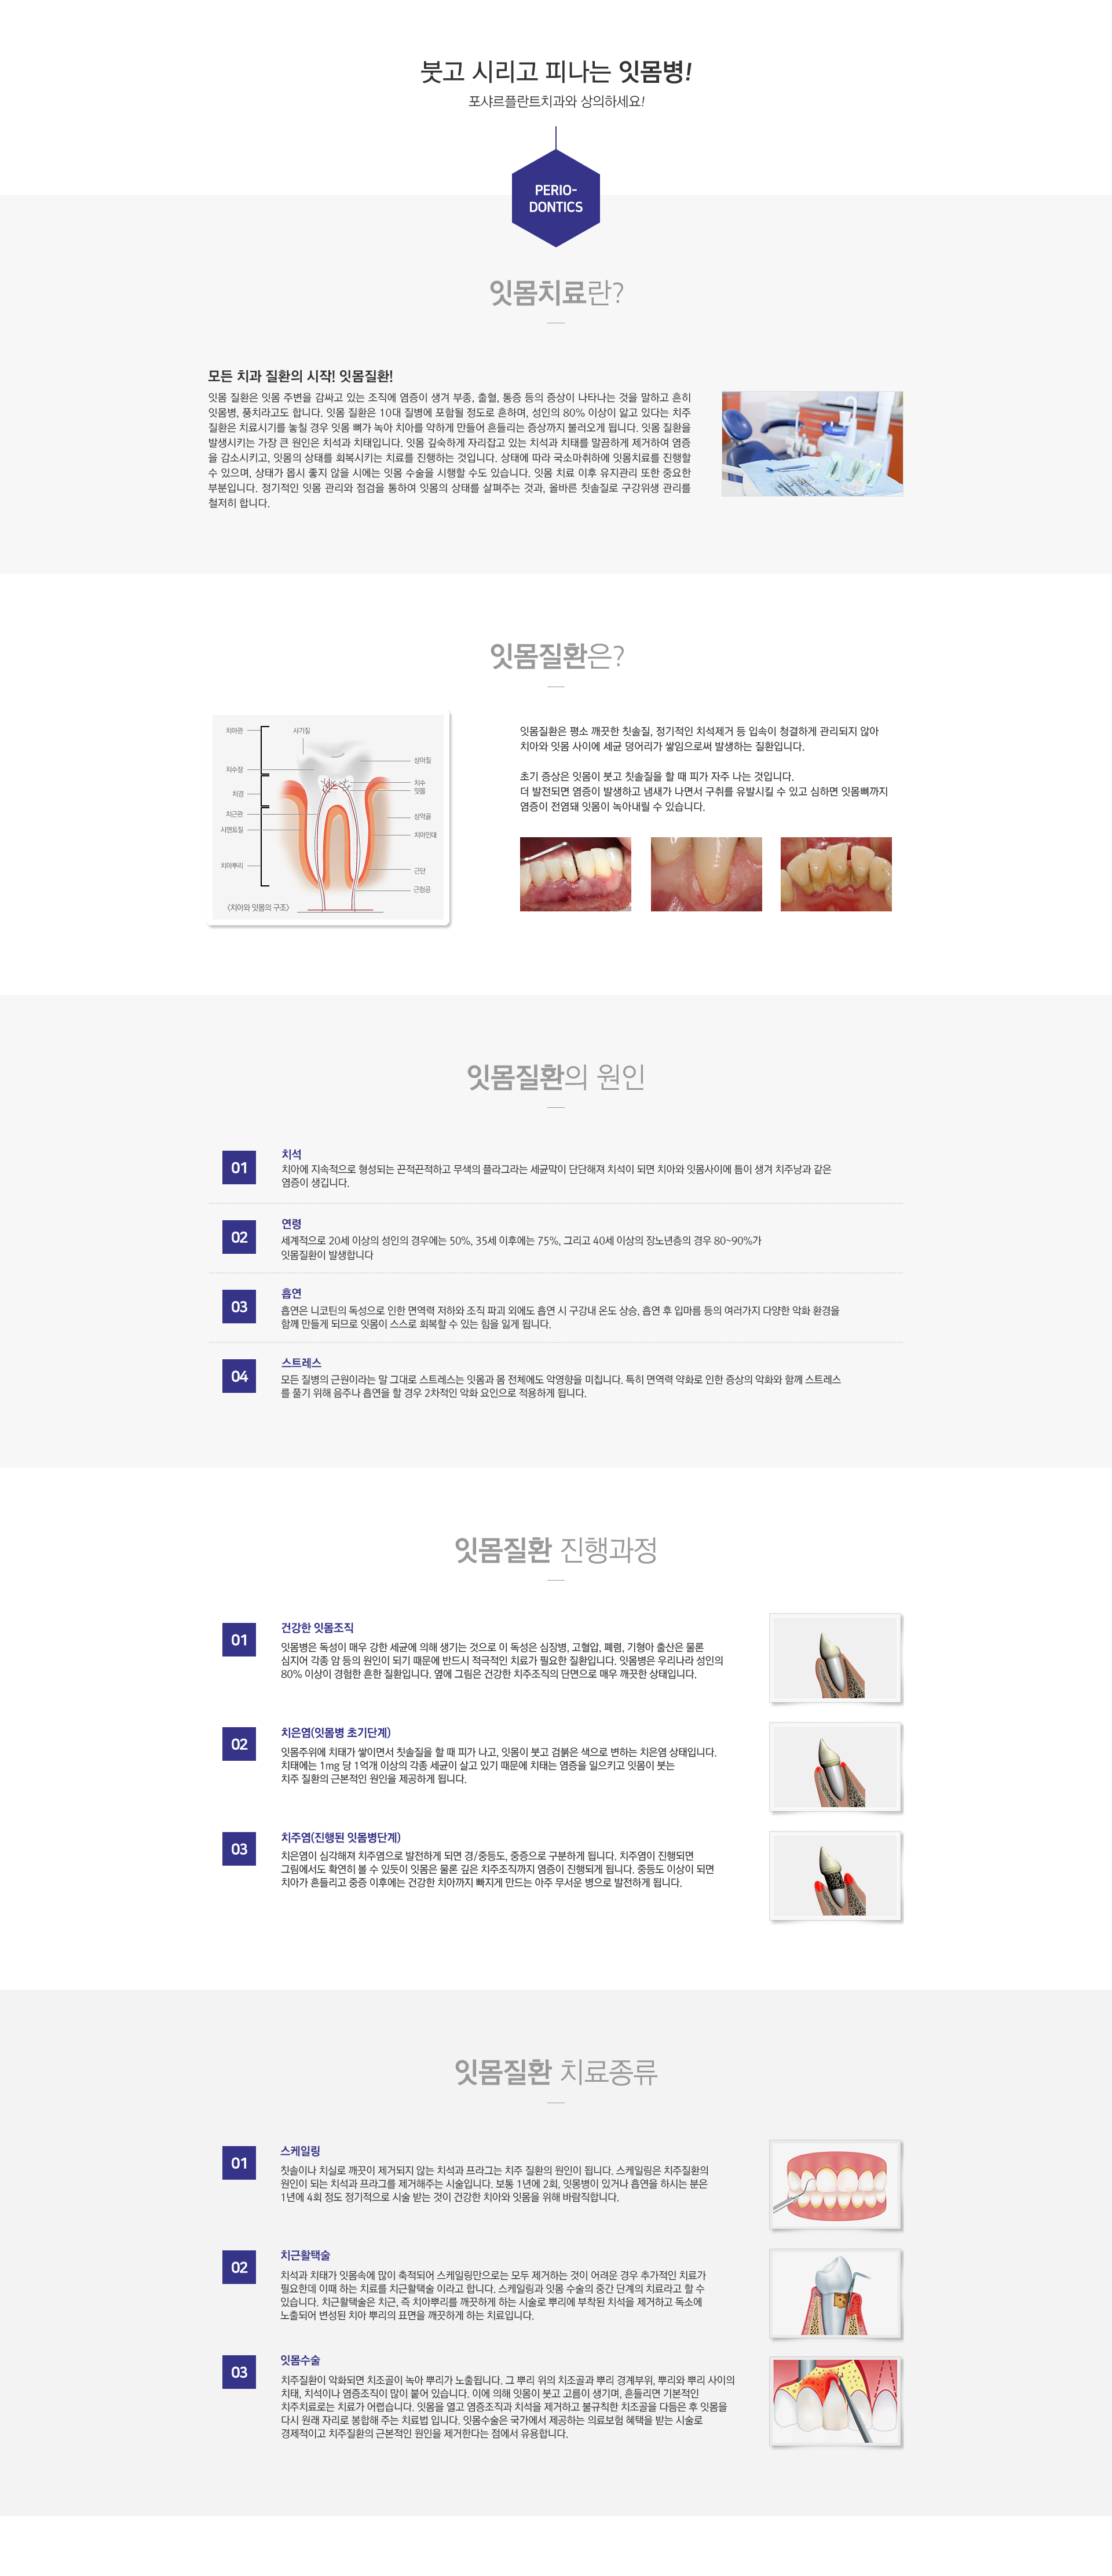 붓고 시리고 피나는 잇몸병!
포샤르플란트치과와 상의하세요!
PERIO-
DONTICS
잇몸치료란?
모든 치과 질환의 시작! 잇몸질환!
잇몸 질환은 잇몸 주변을 감싸고 있는 조직에 염증이 생겨 부종, 출혈, 통증 등의 증상이 나타나는 것을 말하고 흔히
잇몸병, 풍치라고도 합니다. 잇몸 질환은 10대 질병에 포함될 정도로 흔하며, 성인의 80% 이상이 앓고 있다는 치주
질환은 치료시기를 놓칠 경우 잇몸 뼈가 녹아 치아를 약하게 만들어 흔들리는 증상까지 불러오게 됩니다. 잇몸 질환을
발생시키는 가장 큰 원인은 치석과 치태입니다. 잇몸 깊숙하게 자리잡고 있는 치석과 치태를 말끔하게 제거하여 염증
을 감소시키고, 잇몸의 상태를 회복시키는 치료를 진행하는 것입니다. 상태에 따라 국소마취하에 잇몸치료를 진행할
수 있으며, 상태가 몹시 좋지 않을 시에는 잇몸 수술을 시행할 수도 있습니다. 잇몸 치료 이후 유지관리 또한 중요한
부분입니다. 정기적인 잇몸 관리와 점검을 통하여 잇몸의 상태를 살펴주는 것과, 올바른 칫솔질로 구강위생 관리를
철저히 합니다.
잇몸질환은?
치아관
사기질
상아질
치수장
치수
잇몸
치경
치근관
상악골
시멘트질
치아인대
치아뿌리
근단
근첨공
<치아와 잇몸의 구조>
잇몸질환은 평소 깨끗한 칫솔질, 정기적인 치석제거 등 입속이 청결하게 관리되지 않아
치아와 잇몸 사이에 세균 덩어리가 쌓임으로써 발생하는 질환입니다.
초기 증상은 잇몸이 붓고 칫솔질을 할 때 피가 자주 나는 것입니다.
더 발전되면 염증이 발생하고 냄새가 나면서 구취를 유발시킬 수 있고 심하면 잇몸뼈까지
염증이 전염돼 잇몸이 녹아내릴 수 있습니다.
잇몸질환의 원인
01
치석
치아에 지속적으로 형성되는 끈적끈적하고 무색의 플라그라는 세균막이 단단해져 치석이 되면 치아와 잇몸사이에 틈이 생겨 치주낭과 같은
염증이 생깁니다.
02
연령
세계적으로 20세 이상의 성인의 경우에는 50%, 35세 이후에는 75%, 그리고 40세 이상의 장노년층의 경우 80~90%가
잇몸질환이 발생합니다
03
흡연
흡연은 니코틴의 독성으로 인한 면역력 저하와 조직 파괴 외에도 흡연 시 구강내 온도 상승, 흡연 후 입마름 등의 여러가지 다양한 악화 환경을
함께 만들게 되므로 잇몸이 스스로 회복할 수 있는 힘을 잃게 됩니다.
04
스트레스
모든 질병의 근원이라는 말 그대로 스트레스는 잇몸과 몸 전체에도 악영향을 미칩니다. 특히 면역력 약화로 인한 증상의 악화와 함께 스트레스
를 풀기 위해 음주나 흡연을 할 경우 2차적인 악화 요인으로 적용하게 됩니다.
잇몸질환 진행과정
01
건강한 잇몸조직
잇몸병은 독성이 매우 강한 세균에 의해 생기는 것으로 이 독성은 심장병, 고혈압, 폐렴, 기형아 출산은 물론
심지어 각종 암 등의 원인이 되기 때문에 반드시 적극적인 치료가 필요한 질환입니다. 잇몸병은 우리나라 성인의
80% 이상이 경험한 흔한 질환입니다. 옆에 그림은 건강한 치주조직의 단면으로 매우 깨끗한 상태입니다.
02
치은염(잇몸병 초기단계)
잇몸주위에 치태가 쌓이면서 칫솔질을 할 때 피가 나고, 잇몸이 붓고 검붉은 색으로 변하는 치은염 상태입니다.
치태에는 1mg 당 1억개 이상의 각종 세균이 살고 있기 때문에 치태는 염증을 일으키고 잇몸이 붓는
치주 질환의 근본적인 원인을 제공하게 됩니다.
03
치주염(진행된 잇몸병단계)
치은염이 심각해져 치주염으로 발전하게 되면 경/중등도, 중증으로 구분하게 됩니다. 치주염이 진행되면
그림에서도 확연히 볼 수 있듯이 잇몸은 물론 깊은 치주조직까지 염증이 진행되게 됩니다. 중등도 이상이 되면
치아가 흔들리고 중증 이후에는 건강한 치아까지 빠지게 만드는 아주 무서운 병으로 발전하게 됩니다.
잇몸질환 치료종류
01
스케일링
칫솔이나 치실로 깨끗이 제거되지 않는 치석과 프라그는 치주 질환의 원인이 됩니다. 스케일링은 치주질환의
원인이 되는 치석과 프라그를 제거해주는 시술입니다. 보통 1년에 2회, 잇몸병이 있거나 흡연을 하시는 분은
1년에 4회 정도 정기적으로 시술 받는 것이 건강한 치아와 잇몸을 위해 바람직합니다.
02
치근활택술
치석과 치태가 잇몸속에 많이 축적되어 스케일링만으로는 모두 제거하는 것이 어려운 경우 추가적인 치료가
필요한데 이때 하는 치료를 치근활택술 이라고 합니다. 스케일링과 잇몸 수술의 중간 단계의 치료라고 할 수
있습니다. 치근활택술은 치근, 즉 치아뿌리를 깨끗하게 하는 시술로 뿌리에 부착된 치석을 제거하고 독소에
노출되어 변성된 치아 뿌리의 표면을 깨끗하게 하는 치료입니다.
03
잇몸수술
치주질환이 악화되면 치조골이 녹아 뿌리가 노출됩니다. 그 뿌리 위의 치조골과 뿌리 경계부위, 뿌리와 뿌리 사이의
치태, 치석이나 염증조직이 많이 붙어 있습니다. 이에 의해 잇몸이 붓고 고름이 생기며, 흔들리면 기본적인
치주치료로는 치료가 어렵습니다. 잇몸을 열고 염증조직과 치석을 제거하고 불규칙한 치조골을 다듬은 후 잇몸을
다시 원래 자리로 봉합해 주는 치료법 입니다. 잇몸수술은 국가에서 제공하는 의료보험 혜택을 받는 시술로
경제적이고 치주질환의 근본적인 원인을 제거한다는 점에서 유용합니다.